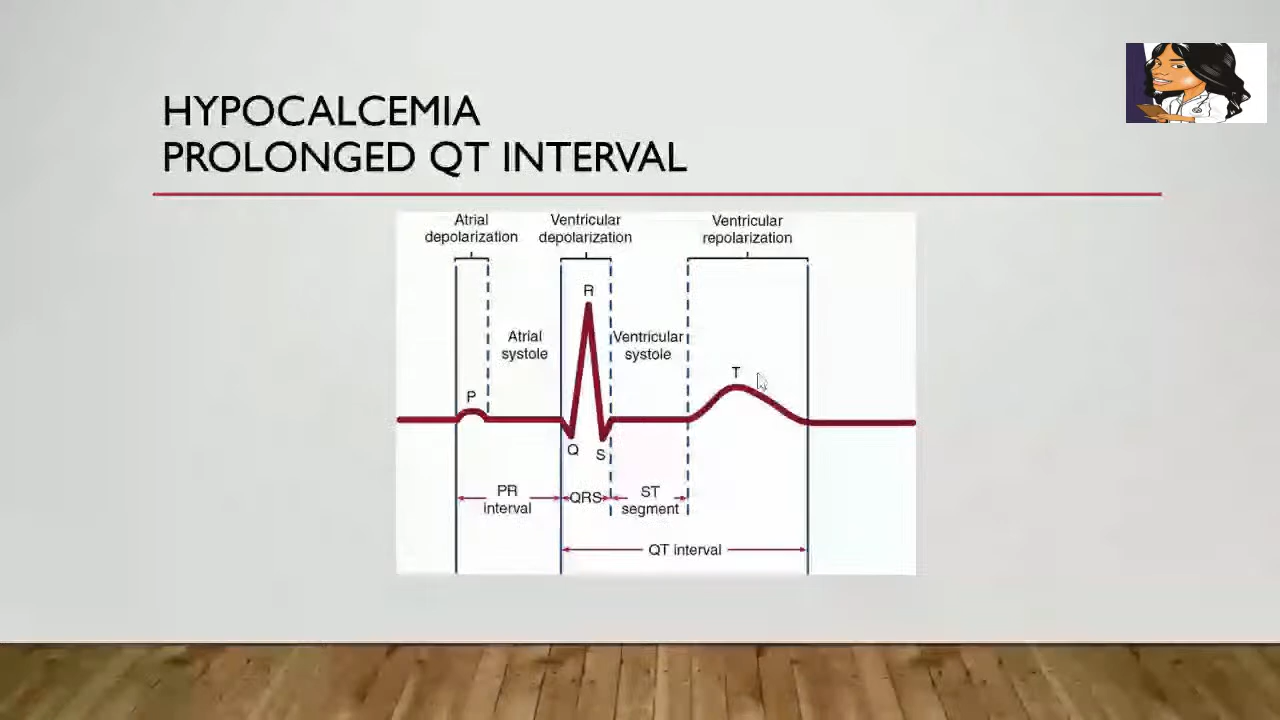 HYPOCALCEMIA
PROLONGED QT INTERVAL
Atrial
depolarization
Ventricular
depolarization
Ventricular
repolarization
R
Atrial
systole
Ventricular
systole
T
P
Q
S
PR
interval
QRS
ST
segment
QT interval